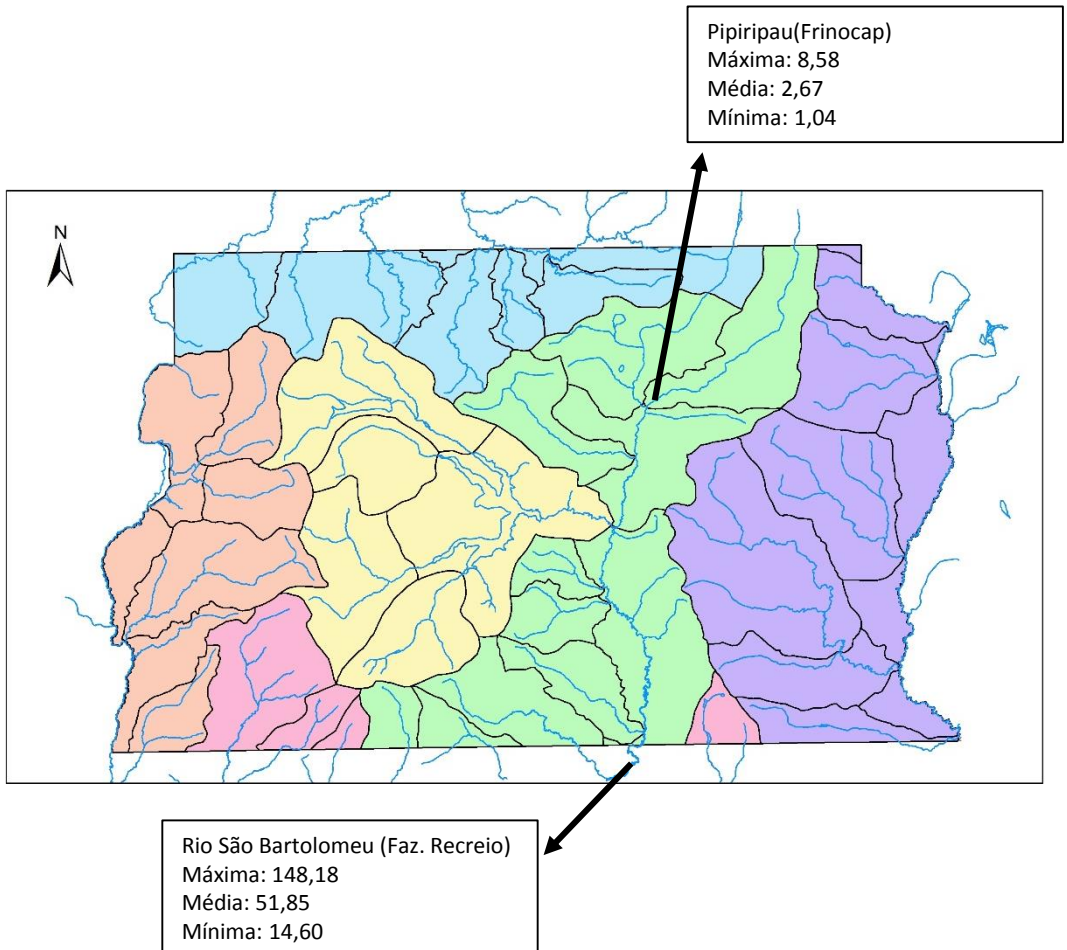 Pipiripau(Frinocap)
Máxima: 8,58
Média: 2,67
Mínima: 1,04
N
Rio São Bartolomeu (Faz. Recreio)
Máxima: 148,18
Média: 51,85
Mínima: 14,60